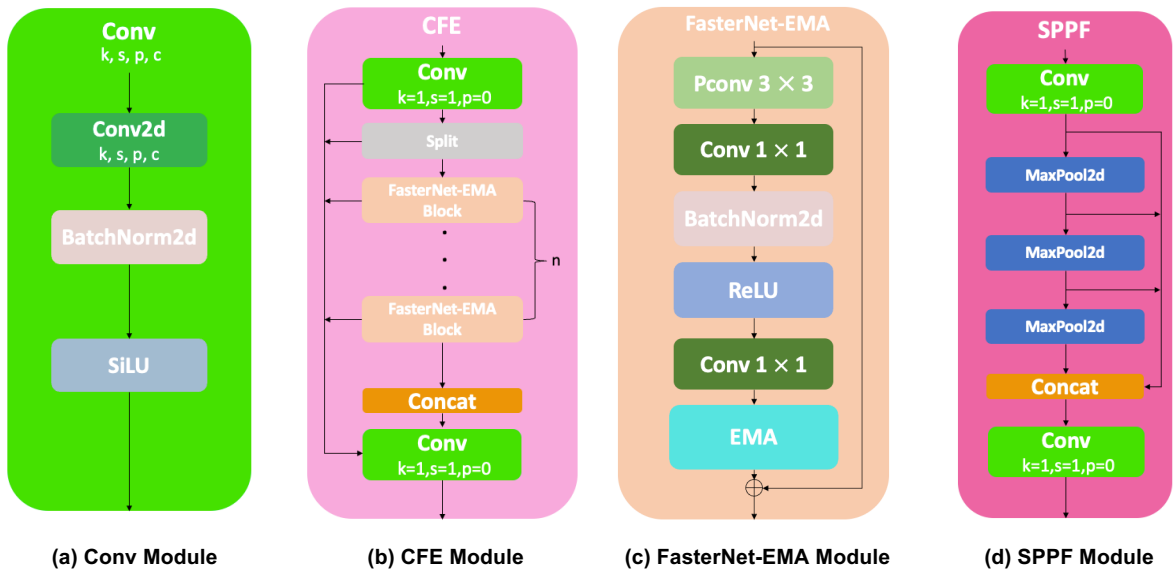 Conv
k, s, p, c
Conv2d
k, s, p, c
BatchNorm2d
SiLU
(a) Conv Module
CFE
Conv
k=1,s=1,p=0
Split
FasterNet-EMA
Block
n
FasterNet-EMA
Block
Concat
Conv
k=1,s=1,p=0
(b) CFE Module
FasterNet-EMA
Pconv 3 × 3
Conv 1 × 1
BatchNorm2d
ReLU
Conv 1 × 1
EMA
(c) FasterNet-EMA Module
SPPF
Conv
k=1,s=1,p=0
MaxPool2d
MaxPool2d
MaxPool2d
Concat
Conv
k=1,s=1,p=0
(d) SPPF Module